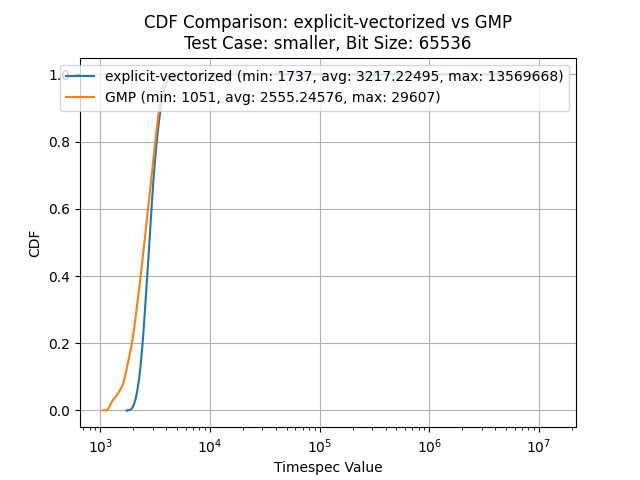 CDF Comparison: explicit-vectorized vs GMP
Test Case: smaller, Bit Size: 65536
explicit-vectorized (min: 1737, avg: 3217.22495, max: 13569668)
GMP (min: 1051, avg: 2555.24576, max: 29607)
1.0
0.8
0.6
0.4
0.2
0.0
CDF
10³ 10⁴ 10⁵ 10⁶ 10⁷
Timespec Value